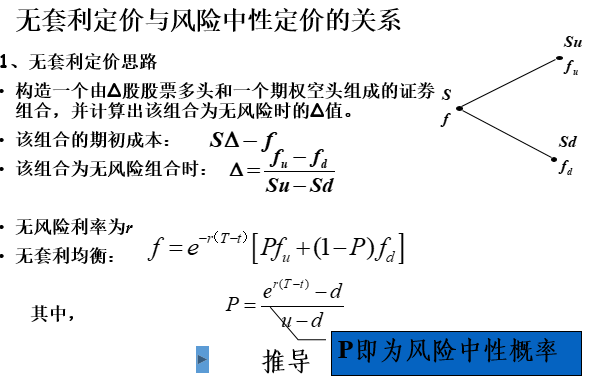 无套利定价与风险中性定价的关系
1、无套利定价思路
• 构造一个由Δ股股票多头和一个期权空头组成的证券
组合，并计算出该组合为无风险时的Δ值。
• 该组合的期初成本： SΔ − f
• 该组合为无风险组合时： Δ = (f_u − f_d) / (Su − Sd)
• 无风险利率为r
• 无套利均衡： f = e^{−r(T−t)}[Pf_u + (1−P)f_d]
其中， P = (e^{r(T−t)} − d) / (u − d)
推导
P即为风险中性概率
Su
f_u
S
f
Sd
f_d